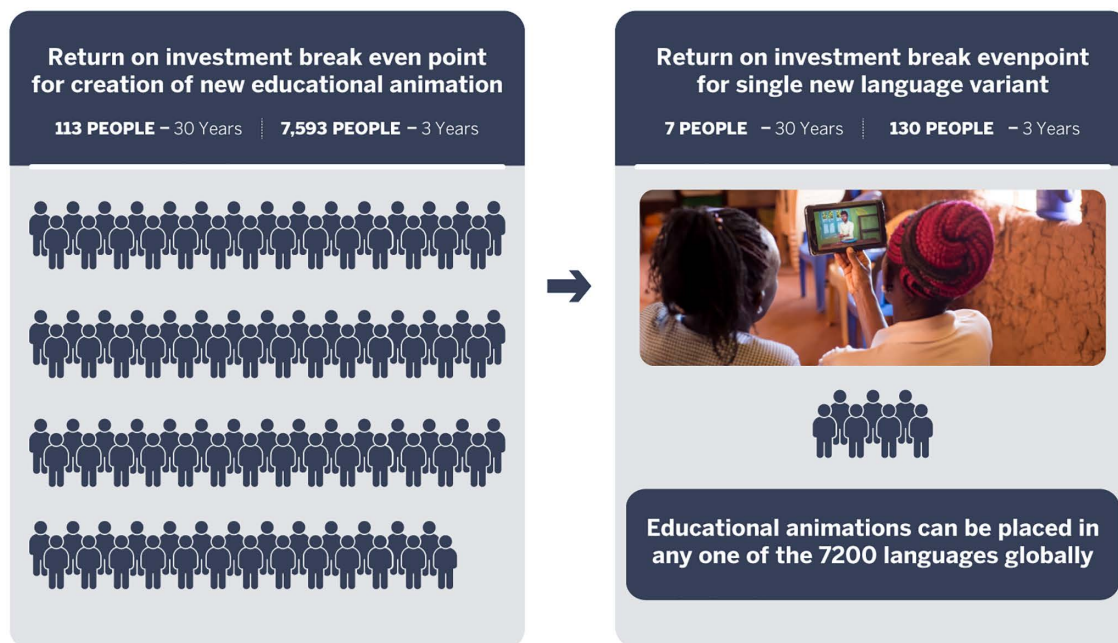 Return on investment break even point
for creation of new educational animation
113 PEOPLE – 30 Years 7,593 PEOPLE – 3 Years
Return on investment break evenpoint
for single new language variant
7 PEOPLE – 30 Years 130 PEOPLE – 3 Years
Educational animations can be placed in
any one of the 7200 languages globally